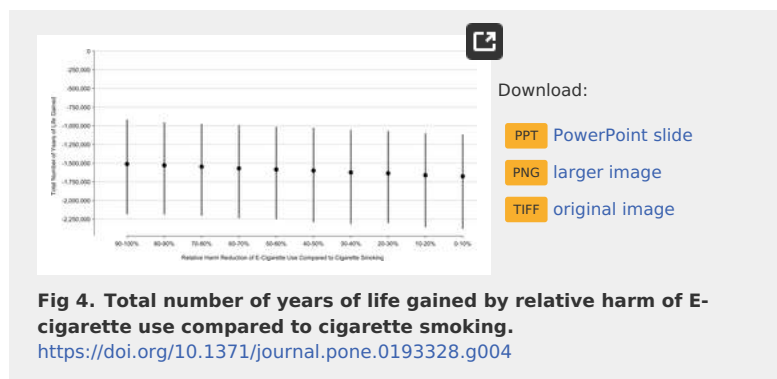 0
-250,000
-500,000
-750,000
-1,000,000
-1,250,000
-1,500,000
-1,750,000
-2,000,000
-2,250,000
Total Number of Years of Life Gained
90-100%
80-90%
70-80%
60-70%
50-60%
40-50%
30-40%
20-30%
10-20%
0-10%
Relative Harm Reduction of E-Cigarette Use Compared to Cigarette Smoking
Download:
PPT PowerPoint slide
PNG larger image
TIFF original image
Fig 4. Total number of years of life gained by relative harm of E-
cigarette use compared to cigarette smoking.
https://doi.org/10.1371/journal.pone.0193328.g004